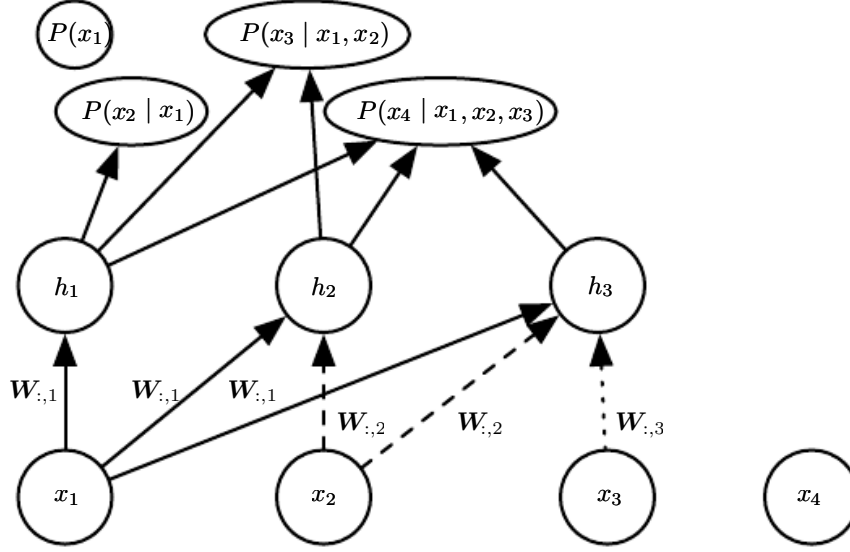 P(x₁)
P(x₃ | x₁, x₂)
P(x₂ | x₁)
P(x₄ | x₁, x₂, x₃)
h₁
h₂
h₃
W:,1
W:,1
W:,1
W:,2
W:,2
W:,3
x₁
x₂
x₃
x₄